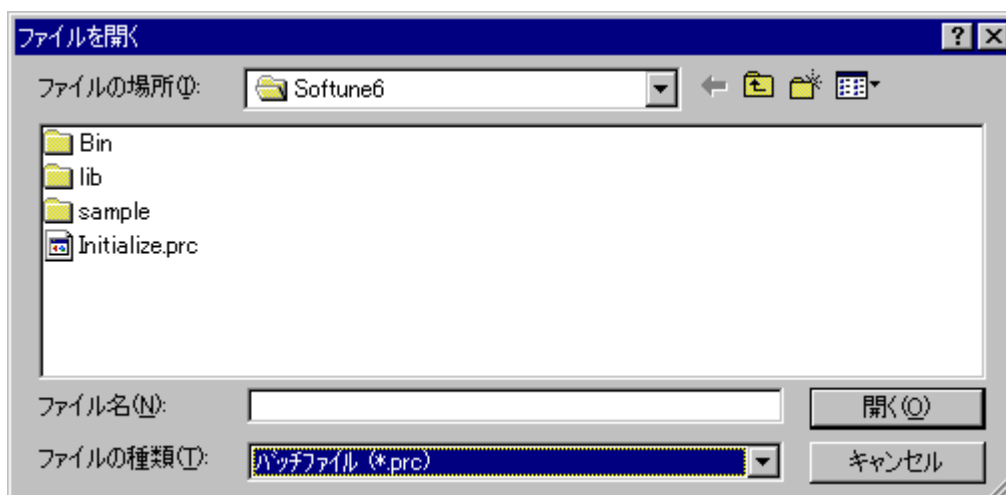 ファイルを開く
ファイルの場所(I):
Softune6
Bin
lib
sample
Initialize.prc
ファイル名(N):
開く(O)
ファイルの種類(T):
バッチファイル (*.prc)
キャンセル